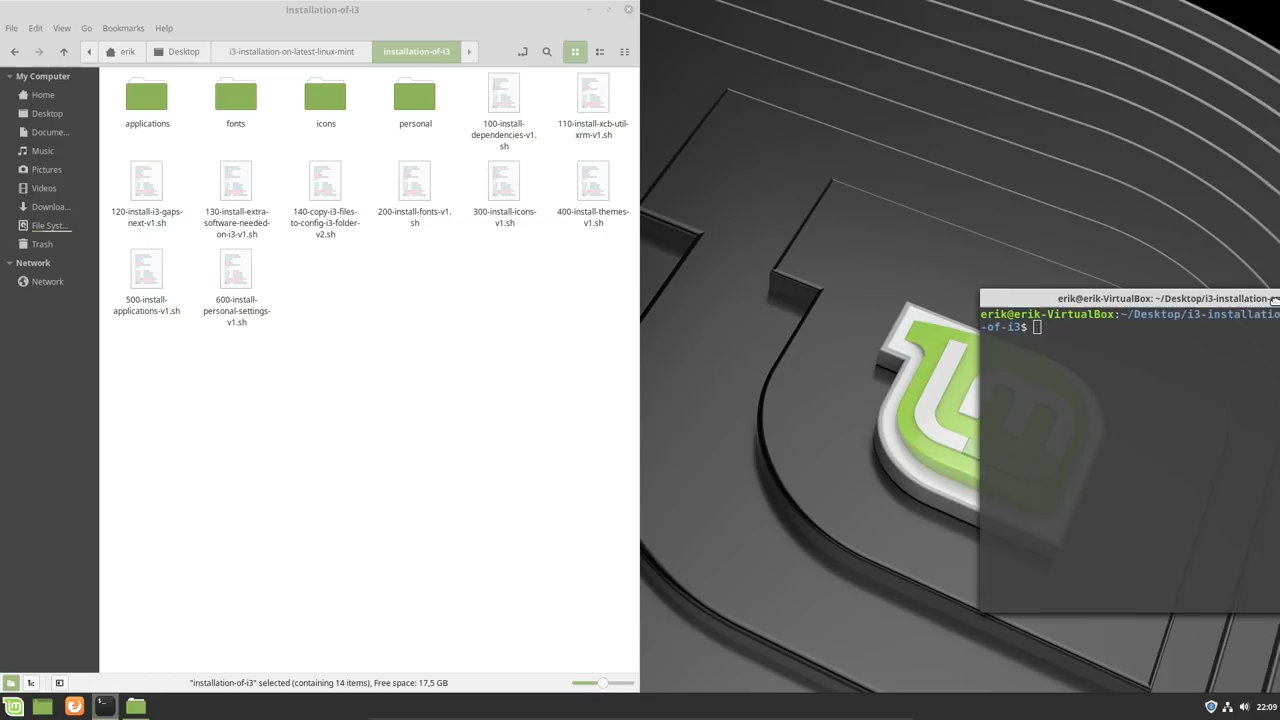 installation-of-i3
File Edit View Go Bookmarks Help
erik Desktop i3-installation-on-latest-linux-mint installation-of-i3
My Computer
Home
Desktop
Docume...
Music
Pictures
Videos
Downloa...
File Syst...
Trash
Network
Network
applications
fonts
icons
personal
100-install-
dependencies-v1.
sh
110-install-xcb-util-
xrm-v1.sh
120-install-i3-gaps-
next-v1.sh
130-install-extra-
software-needed-
on-i3-v1.sh
140-copy-i3-files-
to-config-i3-folder-
v2.sh
200-install-fonts-v1.
sh
300-install-icons-
v1.sh
400-install-themes-
v1.sh
500-install-
applications-v1.sh
600-install-
personal-settings-
v1.sh
"installation-of-i3" selected (containing 14 items), Free space: 17,5 GB
erik@erik-VirtualBox: ~/Desktop/i3-installation-
erik@erik-VirtualBox:~/Desktop/i3-installatio
-of-i3$
22:09